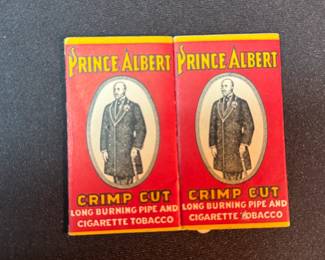 PRINCE ALBERT
CRIMP CUT
LONG BURNING PIPE AND
CIGARETTE TOBACCO
PRINCE ALBERT
CRIMP CUT
LONG BURNING PIPE AND
CIGARETTE TOBACCO